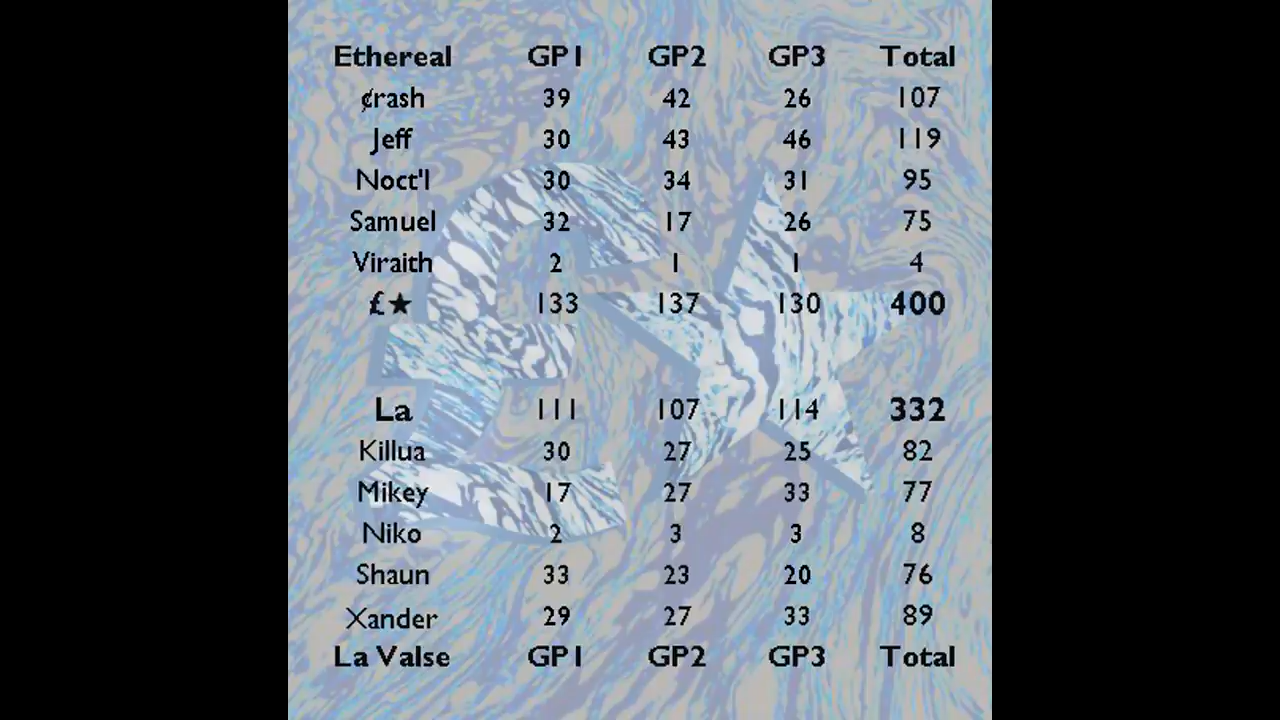 Ethereal GP1 GP2 GP3 Total
¢rash 39 42 26 107
Jeff 30 43 46 119
Noct'l 30 34 31 95
Samuel 32 17 26 75
Viraith 2 1 1 4
£★ 133 137 130 400
La 111 107 114 332
Killua 30 27 25 82
Mikey 17 27 33 77
Niko 2 3 3 8
Shaun 33 23 20 76
Xander 29 27 33 89
La Valse GP1 GP2 GP3 Total